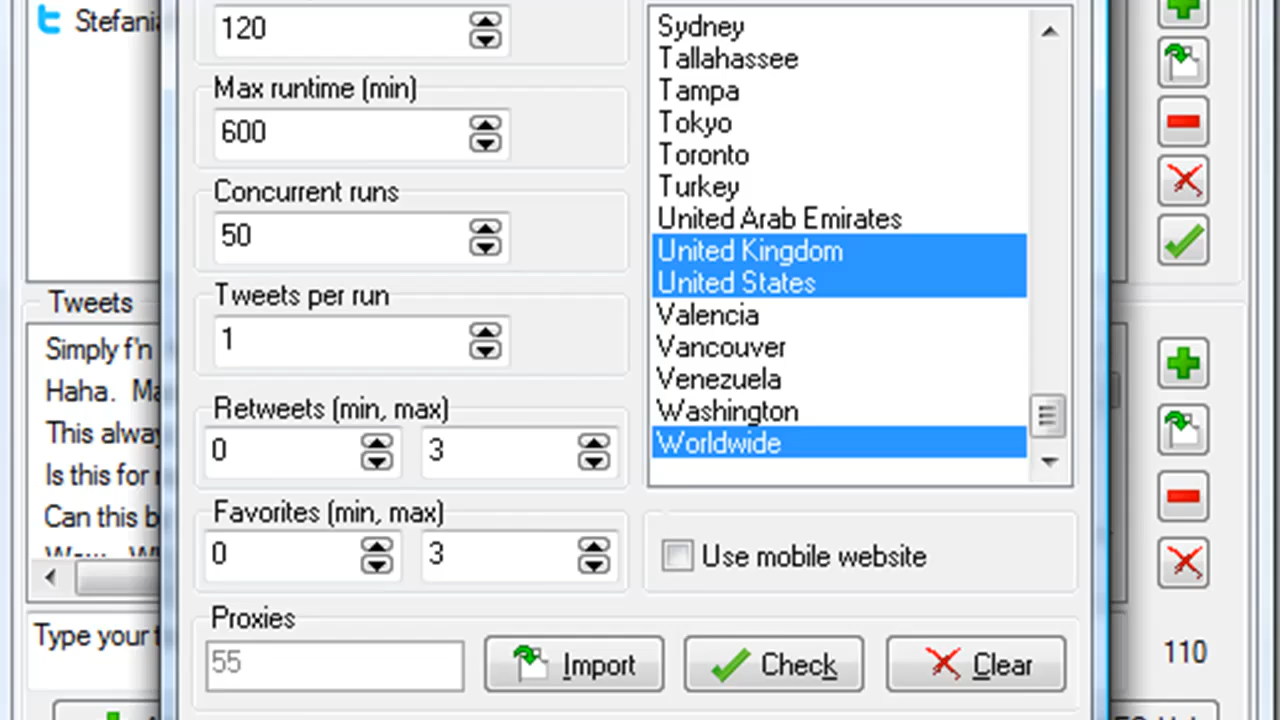 Stefania
120
Max runtime (min)
600
Concurrent runs
50
Tweets per run
1
Retweets (min, max)
0 3
Favorites (min, max)
0 3
Proxies
55
Import
Check
Clear
Sydney
Tallahassee
Tampa
Tokyo
Toronto
Turkey
United Arab Emirates
United Kingdom
United States
Valencia
Vancouver
Venezuela
Washington
Worldwide
Use mobile website
Tweets
Simply f'n
Haha.
This alway
Is this for
Can this b
Type your
110